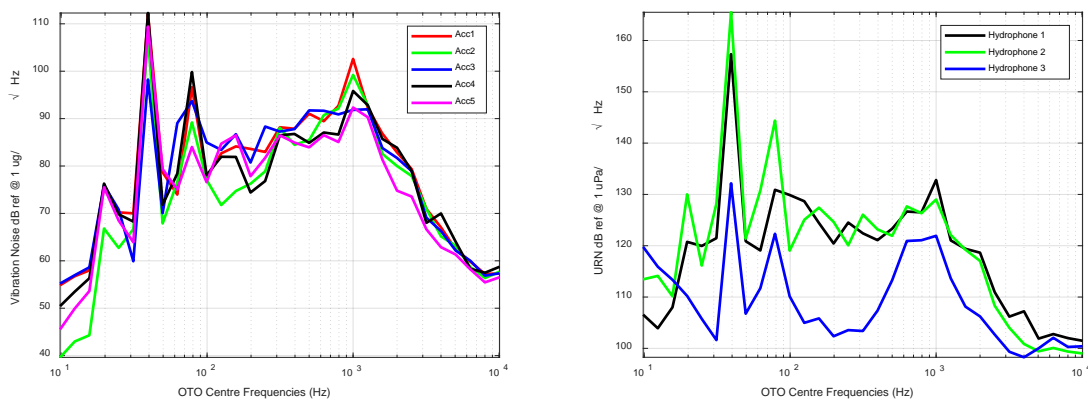 110
100
90
80
70
60
50
40
Vibration Noise dB ref @ 1 ug/ √ Hz
10 1
10 2
10 3
10 4
OTO Centre Frequencies (Hz)
Acc1
Acc2
Acc3
Acc4
Acc5
160
150
140
130
120
110
100
URN dB ref @ 1 uPa/ √ Hz
10 1
10 2
10 3
10 4
OTO Centre Frequencies (Hz)
Hydrophone 1
Hydrophone 2
Hydrophone 3